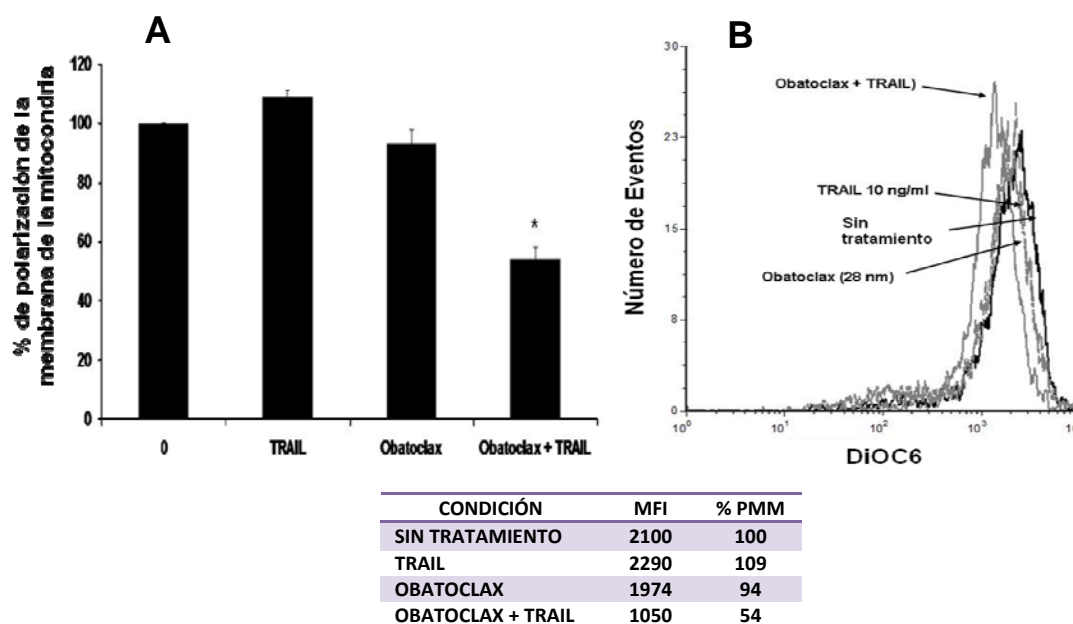 A
% de polarización de la
membrana de la mitocondria
120
100
80
60
40
20
0
*
0 TRAIL Obatoclax Obatoclax + TRAIL
B
Número de Eventos
30
23
15
8
0
Obatoclax + TRAIL)
TRAIL 10 ng/ml
Sin
tratamiento
Obatoclax (28 nm)
10⁰ 10¹ 10² 10³
DiOC6
CONDICIÓN MFI % PMM
SIN TRATAMIENTO 2100 100
TRAIL 2290 109
OBATOCLAX 1974 94
OBATOCLAX + TRAIL 1050 54